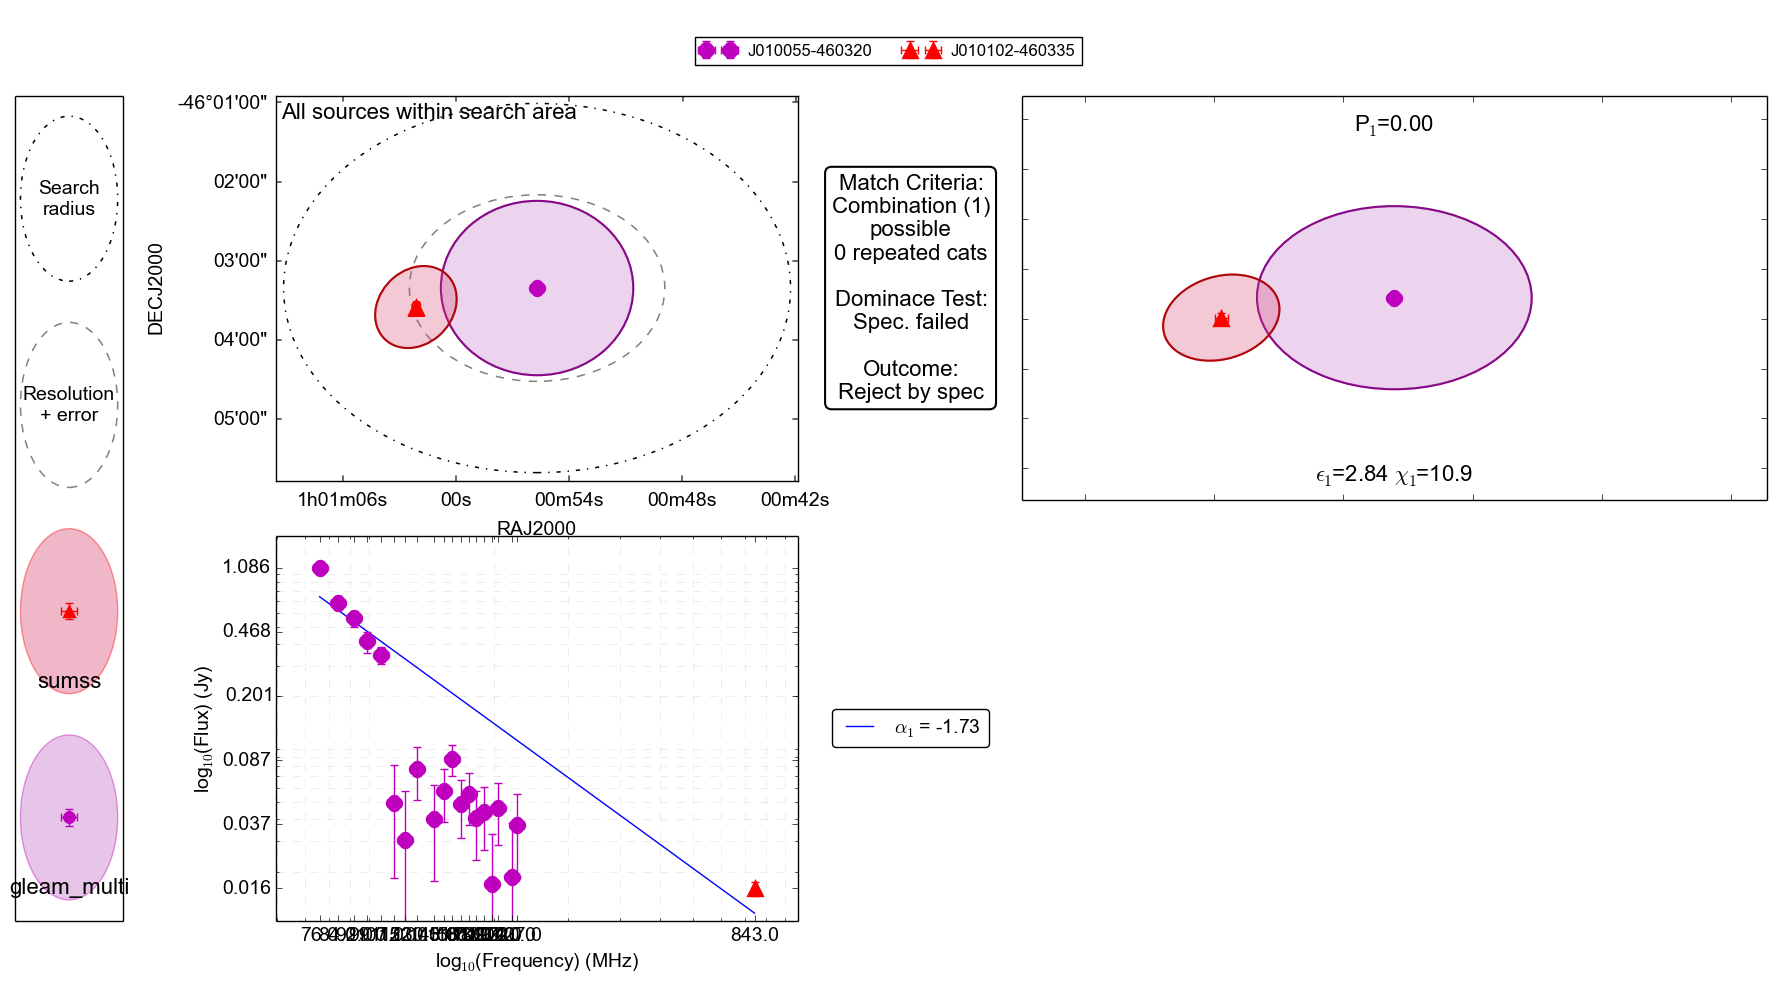 J010055-460320 J010102-460335
Search
radius
Resolution
+ error
sumss
gleam_multi
All sources within search area
-46°01'00"
02'00"
03'00"
04'00"
05'00"
DECJ2000
1h01m06s 00s 00m54s 00m48s 00m42s
RAJ2000
Match Criteria:
Combination (1)
possible
0 repeated cats
Dominace Test:
Spec. failed
Outcome:
Reject by spec
P1=0.00
ϵ1=2.84 χ1=10.9
1.086
0.468
0.201
0.087
0.037
0.016
log10(Flux) (Jy)
843.0
log10(Frequency) (MHz)
α1 = -1.73